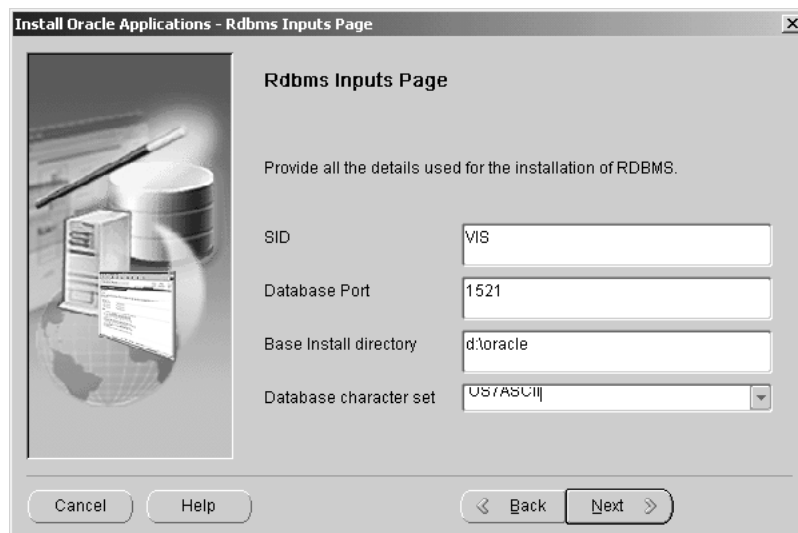 Install Oracle Applications - Rdbms Inputs Page
Rdbms Inputs Page
Provide all the details used for the installation of RDBMS.
SID VIS
Database Port 1521
Base Install directory d:\oracle
Database character set US7ASCII
Cancel Help Back Next